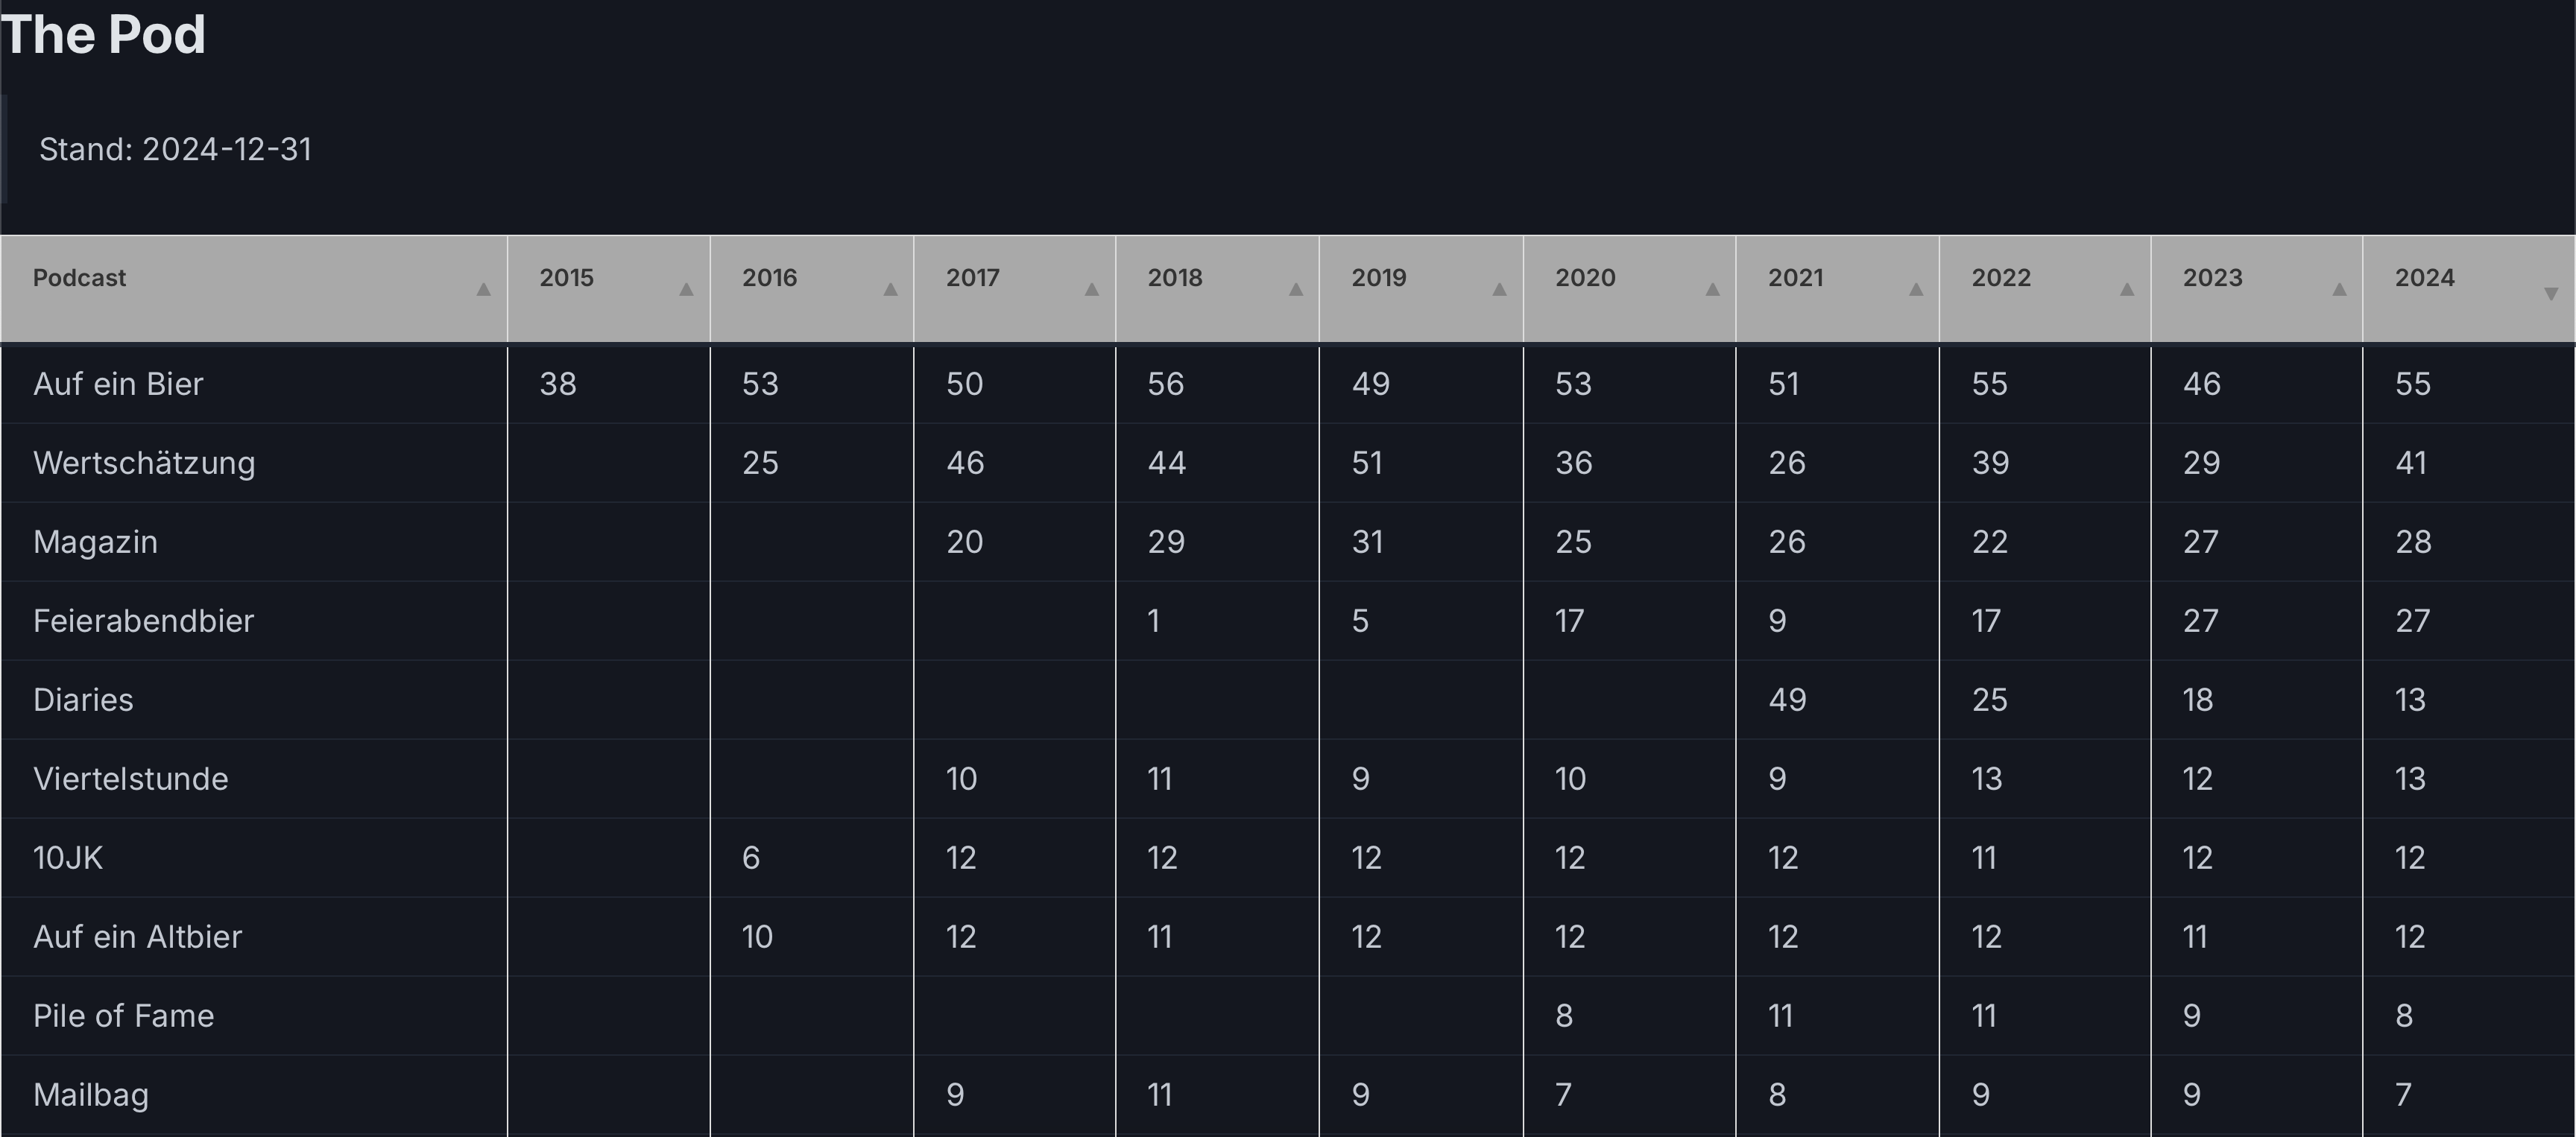 The Pod
Stand: 2024-12-31
Podcast 2015 2016 2017 2018 2019 2020 2021 2022 2023 2024
Auf ein Bier 38 53 50 56 49 53 51 55 46 55
Wertschätzung 25 46 44 51 36 26 39 29 41
Magazin 20 29 31 25 26 22 27 28
Feierabendbier 1 5 17 9 17 27 27
Diaries 49 25 18 13
Viertelstunde 10 11 9 10 9 13 12 13
10JK 6 12 12 12 12 12 11 12 12
Auf ein Altbier 10 12 11 12 12 12 12 11 12
Pile of Fame 8 11 11 9 8
Mailbag 9 11 9 7 8 9 9 7